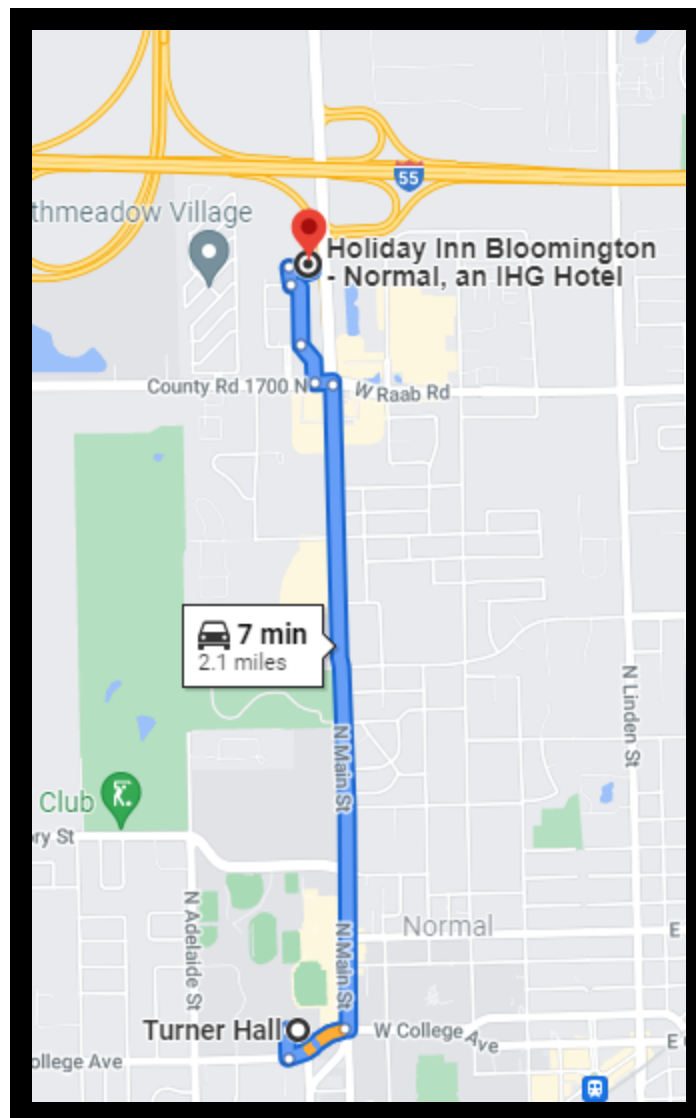 55
thmeadow Village
Holiday Inn Bloomington
- Normal, an IHG Hotel
County Rd 1700 N
W Raab Rd
7 min
2.1 miles
N Linden St
N Main St
Club
ry St
N Adelaide St
Normal
E
N Main St
Turner Hall
W College Ave
E
ollege Ave